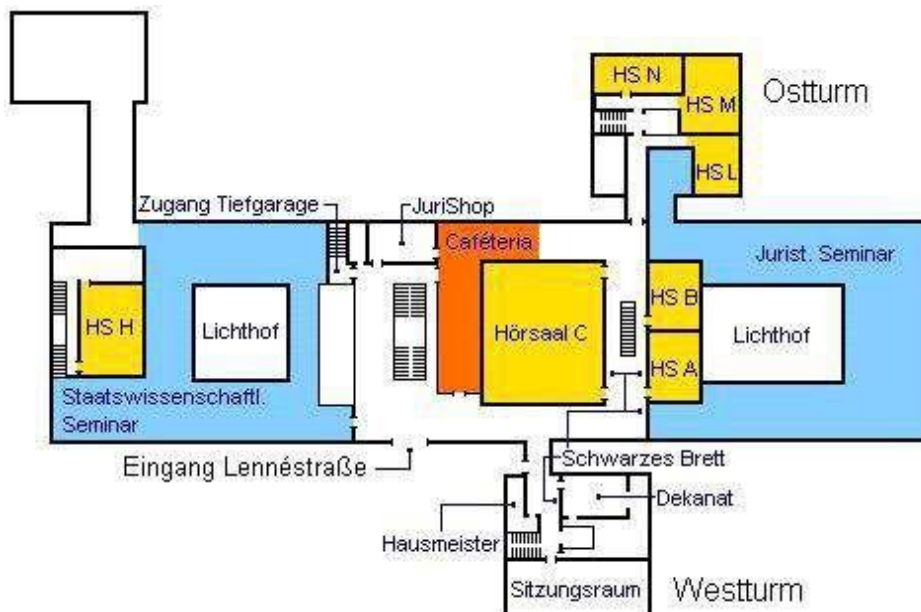 HS N
Ostturm
HS M
HS L
Zugang Tiefgarage
JuriShop
Caféteria
Jurist. Seminar
HS B
HS H
Lichthof
Hörsaal C
Lichthof
HS A
Staatswissenschaftl.
Seminar
Eingang Lennéstraße
Schwarzes Brett
Dekanat
Hausmeister
Sitzungsraum
Westturm